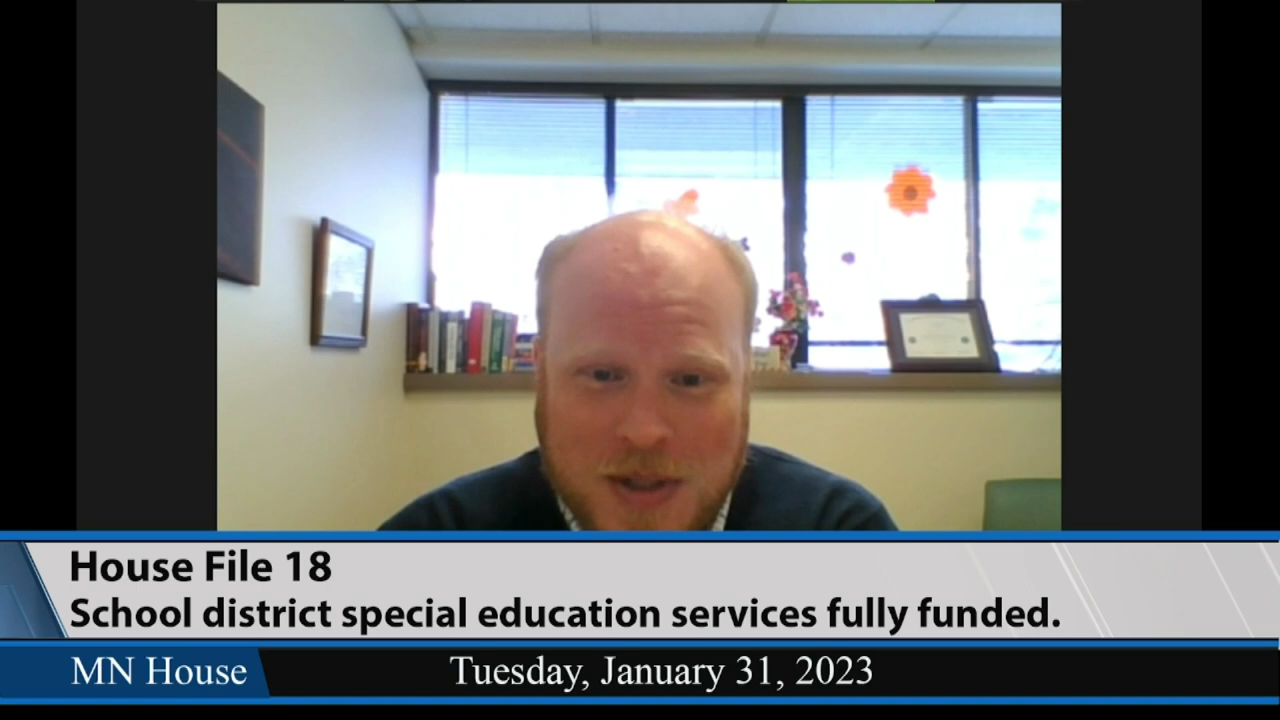 House File 18
School district special education services fully funded.
MN House
Tuesday, January 31, 2023